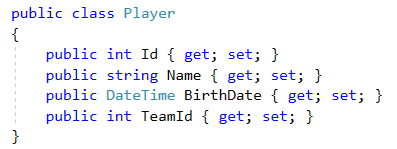 public class Player
{
    public int Id { get; set; }
    public string Name { get; set; }
    public DateTime BirthDate { get; set; }
    public int TeamId { get; set; }
}